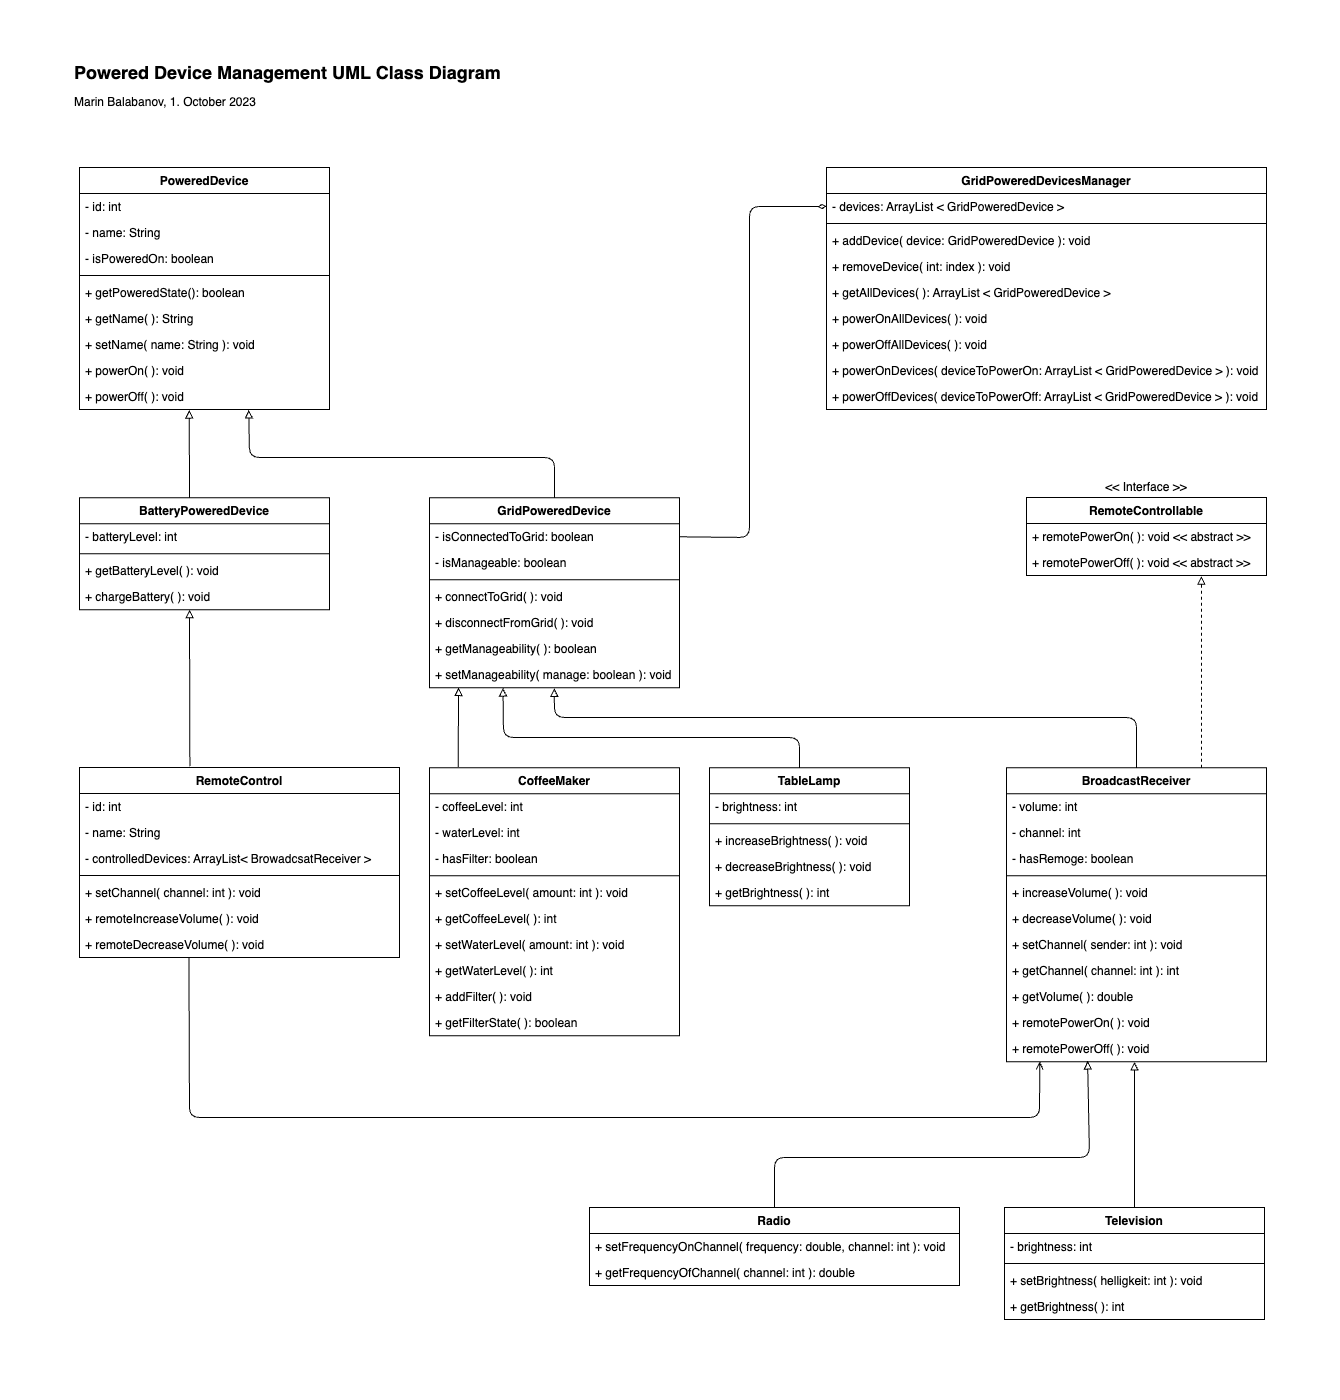 Powered Device Management UML Class Diagram
Marin Balabanov, 1. October 2023
PoweredDevice
- id: int
- name: String
- isPoweredOn: boolean
+ getPoweredState(): boolean
+ getName( ): String
+ setName( name: String ): void
+ powerOn( ): void
+ powerOff( ): void
GridPoweredDevicesManager
- devices: ArrayList < GridPoweredDevice >
+ addDevice( device: GridPoweredDevice ): void
+ removeDevice( int: index ): void
+ getAllDevices( ): ArrayList < GridPoweredDevice >
+ powerOnAllDevices( ): void
+ powerOffAllDevices( ): void
+ powerOnDevices( deviceToPowerOn: ArrayList < GridPoweredDevice > ): void
+ powerOffDevices( deviceToPowerOff: ArrayList < GridPoweredDevice > ): void
BatteryPoweredDevice
- batteryLevel: int
+ getBatteryLevel( ): void
+ chargeBattery( ): void
GridPoweredDevice
- isConnectedToGrid: boolean
- isManageable: boolean
+ connectToGrid( ): void
+ disconnectFromGrid( ): void
+ getManageability( ): boolean
+ setManageability( manage: boolean ): void
<< Interface >>
RemoteControllable
+ remotePowerOn( ): void << abstract >>
+ remotePowerOff( ): void << abstract >>
RemoteControl
- id: int
- name: String
- controlledDevices: ArrayList< BrowadcsatReceiver >
+ setChannel( channel: int ): void
+ remoteIncreaseVolume( ): void
+ remoteDecreaseVolume( ): void
CoffeeMaker
- coffeeLevel: int
- waterLevel: int
- hasFilter: boolean
+ setCoffeeLevel( amount: int ): void
+ getCoffeeLevel( ): int
+ setWaterLevel( amount: int ): void
+ getWaterLevel( ): int
+ addFilter( ): void
+ getFilterState( ): boolean
TableLamp
- brightness: int
+ increaseBrightness( ): void
+ decreaseBrightness( ): void
+ getBrightness( ): int
BroadcastReceiver
- volume: int
- channel: int
- hasRemoge: boolean
+ increaseVolume( ): void
+ decreaseVolume( ): void
+ setChannel( sender: int ): void
+ getChannel( channel: int ): int
+ getVolume( ): double
+ remotePowerOn( ): void
+ remotePowerOff( ): void
Radio
+ setFrequencyOnChannel( frequency: double, channel: int ): void
+ getFrequencyOfChannel( channel: int ): double
Television
- brightness: int
+ setBrightness( helligkeit: int ): void
+ getBrightness( ): int